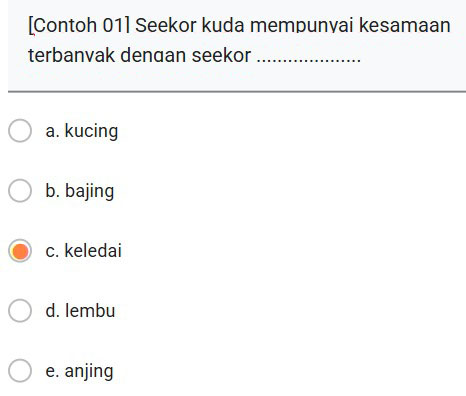 [Contoh 01] Seekor kuda mempunyai kesamaan
terbanyak dengan seekor ....................
a. kucing
b. bajing
c. keledai
d. lembu
e. anjing